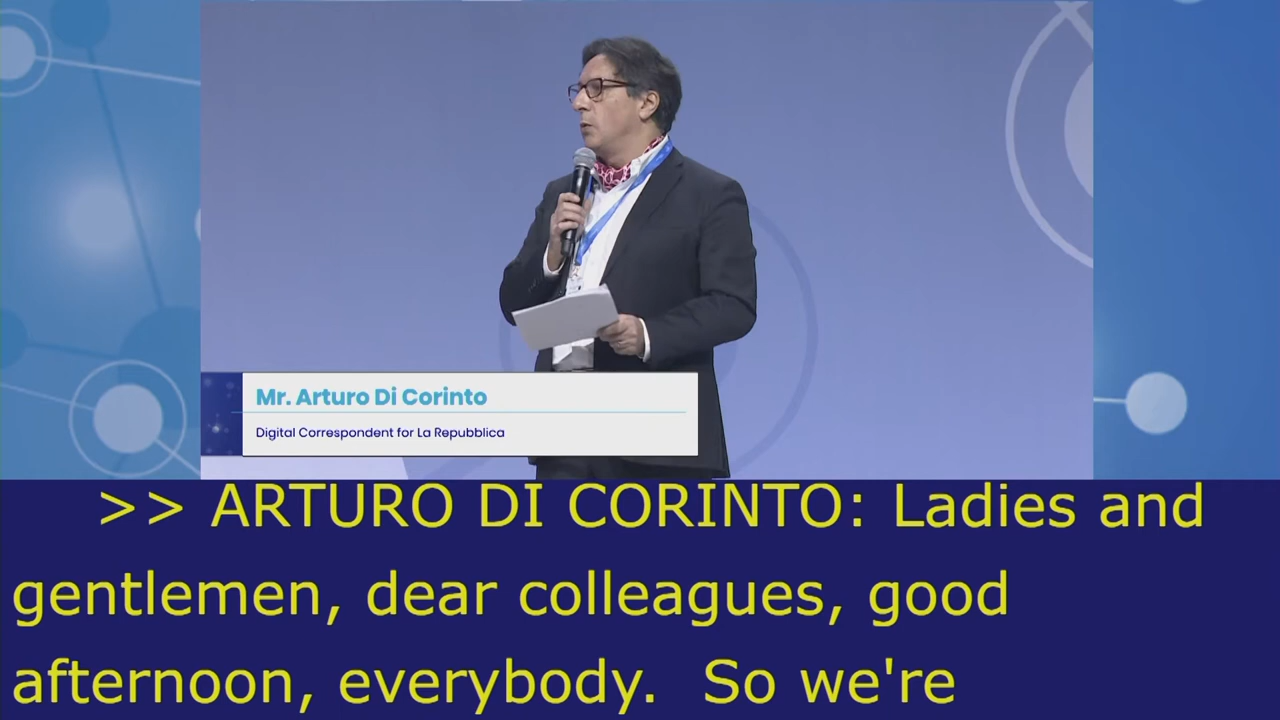 Mr. Arturo Di Corinto
Digital Correspondent for La Repubblica
>> ARTURO DI CORINTO: Ladies and
gentlemen, dear colleagues, good
afternoon, everybody.  So we're